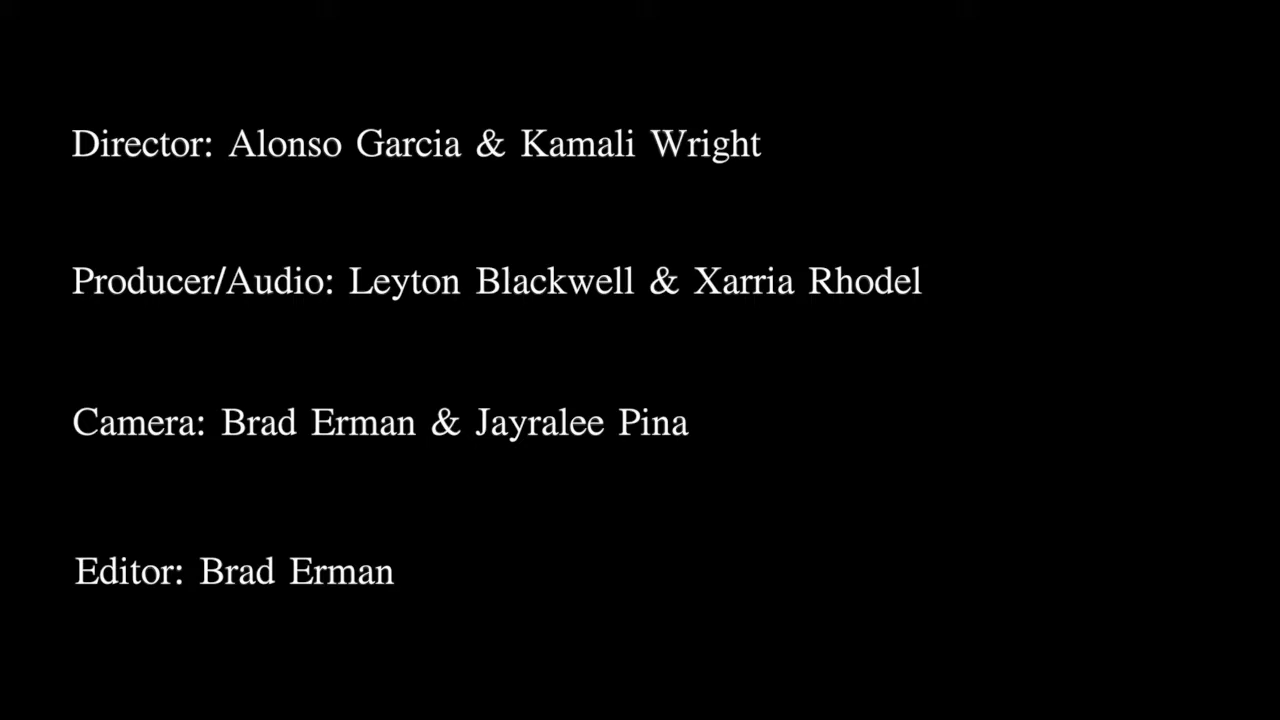 Director: Alonso Garcia & Kamali Wright
Producer/Audio: Leyton Blackwell & Xarria Rhodel
Camera: Brad Erman & Jayralee Pina
Editor: Brad Erman